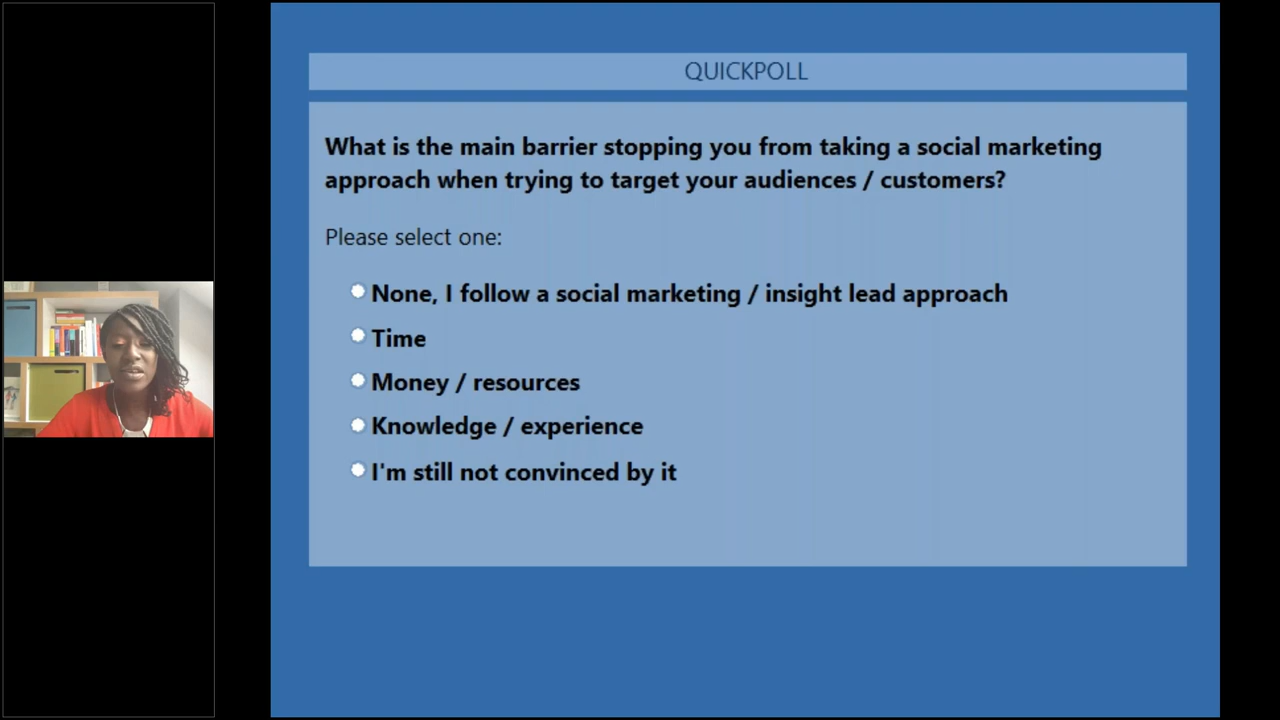 QUICKPOLL
What is the main barrier stopping you from taking a social marketing
approach when trying to target your audiences / customers?
Please select one:
None, I follow a social marketing / insight lead approach
Time
Money / resources
Knowledge / experience
I'm still not convinced by it